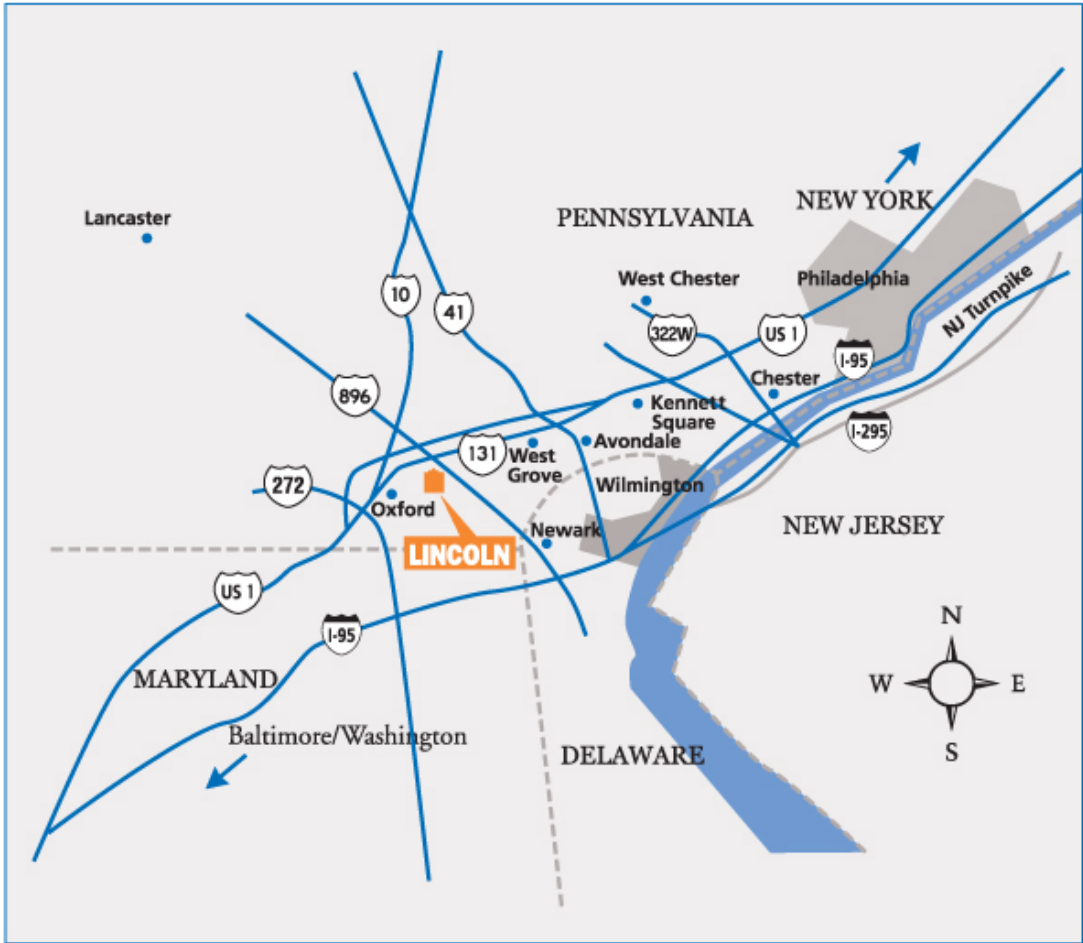 NEW YORK
PENNSYLVANIA
Lancaster
West Chester
Philadelphia
10
41
322W
US 1
NJ Turnpike
I-95
Chester
896
Kennett
Square
I-295
131
West
Grove
Avondale
272
Oxford
Wilmington
Newark
NEW JERSEY
LINCOLN
US 1
I-95
N
W
E
S
MARYLAND
Baltimore/Washington
DELAWARE